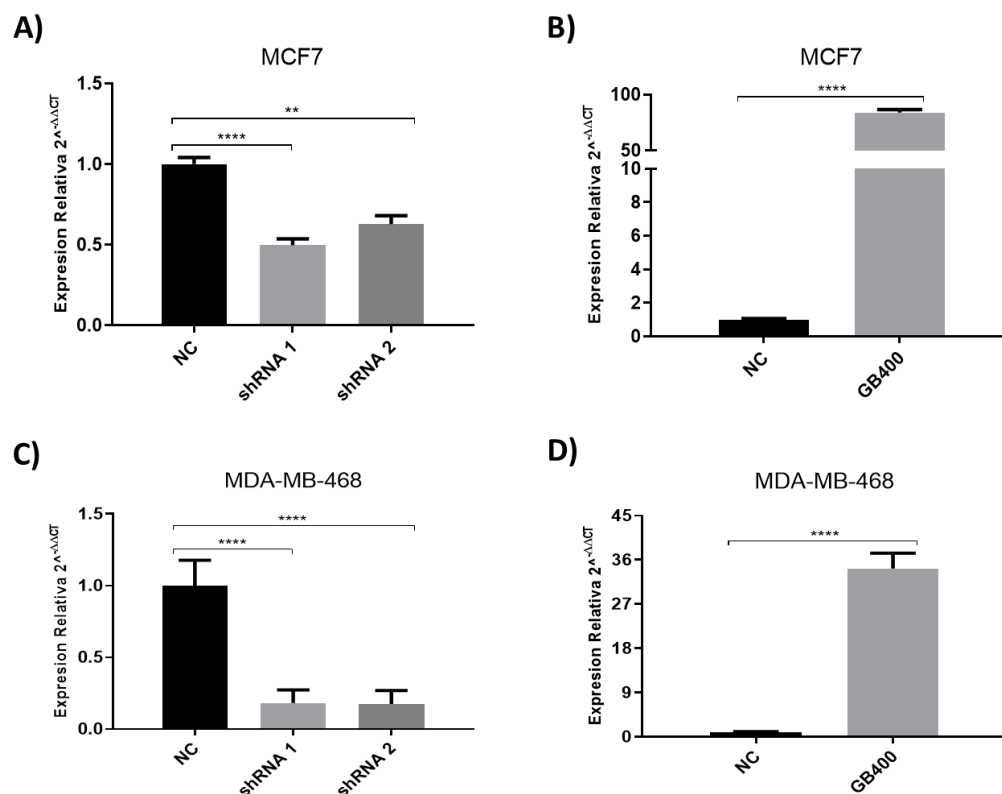 A)
MCF7
Expresion Relativa 2^-ΔΔCT
1.5
1.0
0.5
0.0
**
****
NC
shRNA 1
shRNA 2
B)
MCF7
Expresion Relativa 2^-ΔΔCT
100
50
10
8
6
4
2
0
****
NC
GB400
C)
MDA-MB-468
Expresion Relativa 2^-ΔΔCT
1.5
1.0
0.5
0.0
****
****
NC
shRNA 1
shRNA 2
D)
MDA-MB-468
Expresion Relativa 2^-ΔΔCT
45
36
27
18
9
0
****
NC
GB400